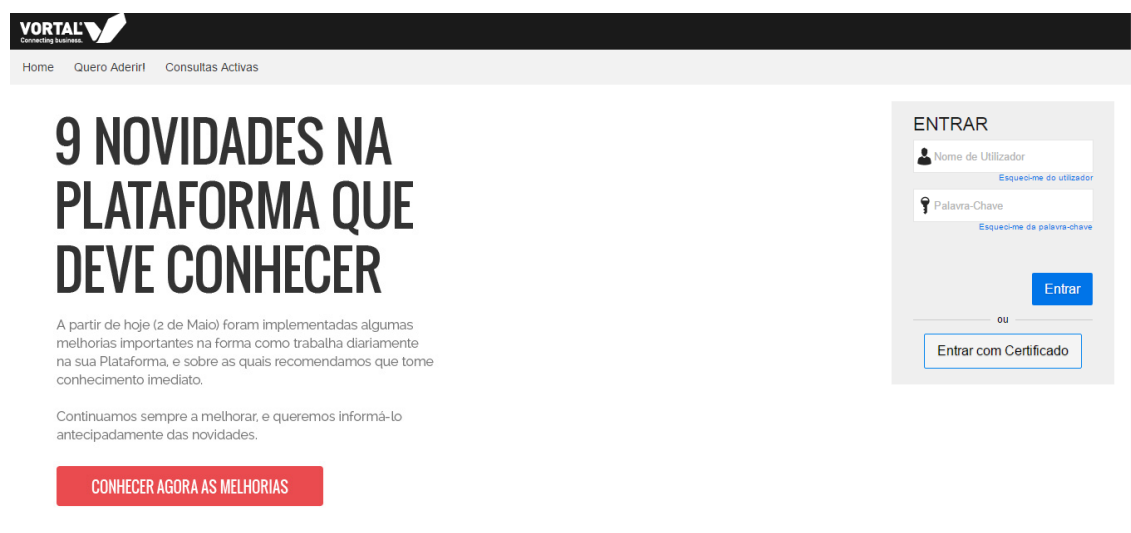 VORTAL
Connecting business.
Home Quero Aderir! Consultas Activas
9 NOVIDADES NA
PLATAFORMA QUE
DEVE CONHECER
A partir de hoje (2 de Maio) foram implementadas algumas
melhorias importantes na forma como trabalha diariamente
na sua Plataforma, e sobre as quais recomendamos que tome
conhecimento imediato.
Continuamos sempre a melhorar, e queremos informá-lo
antecipadamente das novidades.
CONHECER AGORA AS MELHORIAS
ENTRAR
Nome de Utilizador
Esqueci-me do utilizador
Palavra-Chave
Esqueci-me da palavra-chave
Entrar
ou
Entrar com Certificado